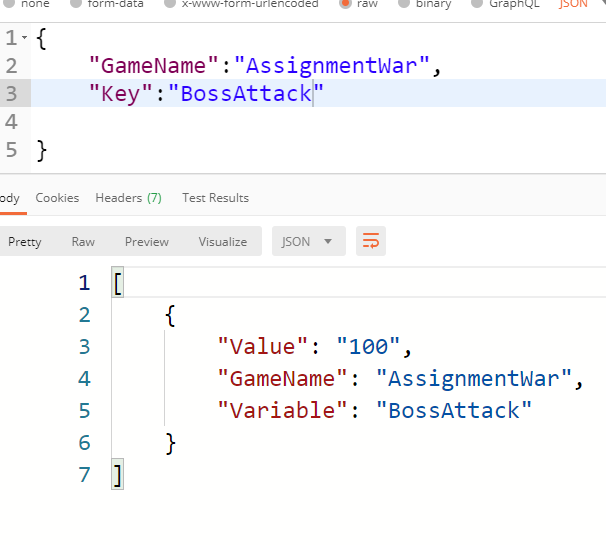 none form-data x-www-form-urlencoded raw binary GraphQL JSON
1 {
2 "GameName":"AssignmentWar",
3 "Key":"BossAttack"
4
5 }
ody Cookies Headers (7) Test Results
Pretty Raw Preview Visualize JSON
1 [
2 {
3 "Value": "100",
4 "GameName": "AssignmentWar",
5 "Variable": "BossAttack"
6 }
7 ]